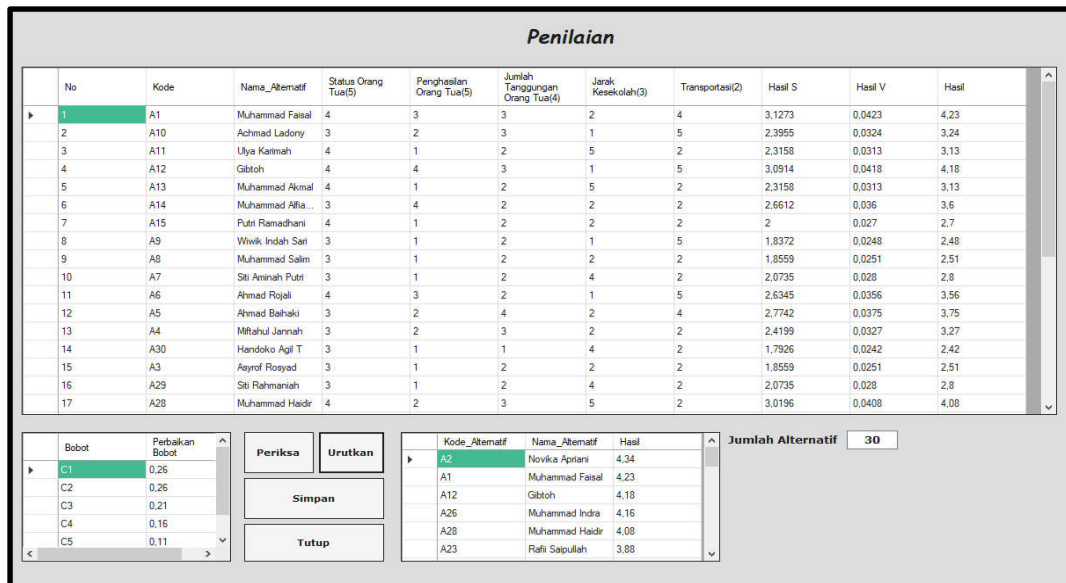 Penilaian
No Kode Nama_Alternatif Status Orang Tua(5) Penghasilan Orang Tua(5) Jumlah Tanggungan Orang Tua(4) Jarak Kesekolah(3) Transportasi(2) Hasil S Hasil V Hasil
1 A1 Muhammad Faisal 4 3 3 2 4 3,1273 0,0423 4,23
2 A10 Achmad Ladony 3 2 3 1 5 2,3955 0,0324 3,24
3 A11 Ulya Karimah 4 1 2 5 2 2,3158 0,0313 3,13
4 A12 Gibtoh 4 4 3 1 5 3,0914 0,0418 4,18
5 A13 Muhammad Akmal 4 1 2 5 2 2,3158 0,0313 3,13
6 A14 Muhammad Alfia... 3 4 2 2 2 2,6612 0,036 3,6
7 A15 Putri Ramadhani 4 1 2 2 2 2 0,027 2,7
8 A9 Wiwik Indah Sari 3 1 2 1 5 1,8372 0,0248 2,48
9 A8 Muhammad Salim 3 1 2 2 2 1,8559 0,0251 2,51
10 A7 Siti Aminah Putri 3 1 2 4 2 2,0735 0,028 2,8
11 A6 Ahmad Rojali 4 3 2 1 5 2,6345 0,0356 3,56
12 A5 Ahmad Baihaki 3 2 4 2 4 2,7742 0,0375 3,75
13 A4 Miftahul Jannah 3 2 3 2 2 2,4199 0,0327 3,27
14 A30 Handoko Agil T 3 1 1 4 2 1,7926 0,0242 2,42
15 A3 Asyrof Rosyad 3 1 2 2 2 1,8559 0,0251 2,51
16 A29 Siti Rahmaniah 3 1 2 4 2 2,0735 0,028 2,8
17 A28 Muhammad Haidir 4 2 3 5 2 3,0196 0,0408 4,08
Bobot Perbaikan Bobot
C1 0,26
C2 0,26
C3 0,21
C4 0,16
C5 0,11
Periksa Urutkan
Simpan
Tutup
Kode_Alternatif Nama_Alternatif Hasil
A2 Novika Apriani 4,34
A1 Muhammad Faisal 4,23
A12 Gibtoh 4,18
A26 Muhammad Indra 4,16
A28 Muhammad Haidir 4,08
A23 Rafii Saipullah 3,88
Jumlah Alternatif 30